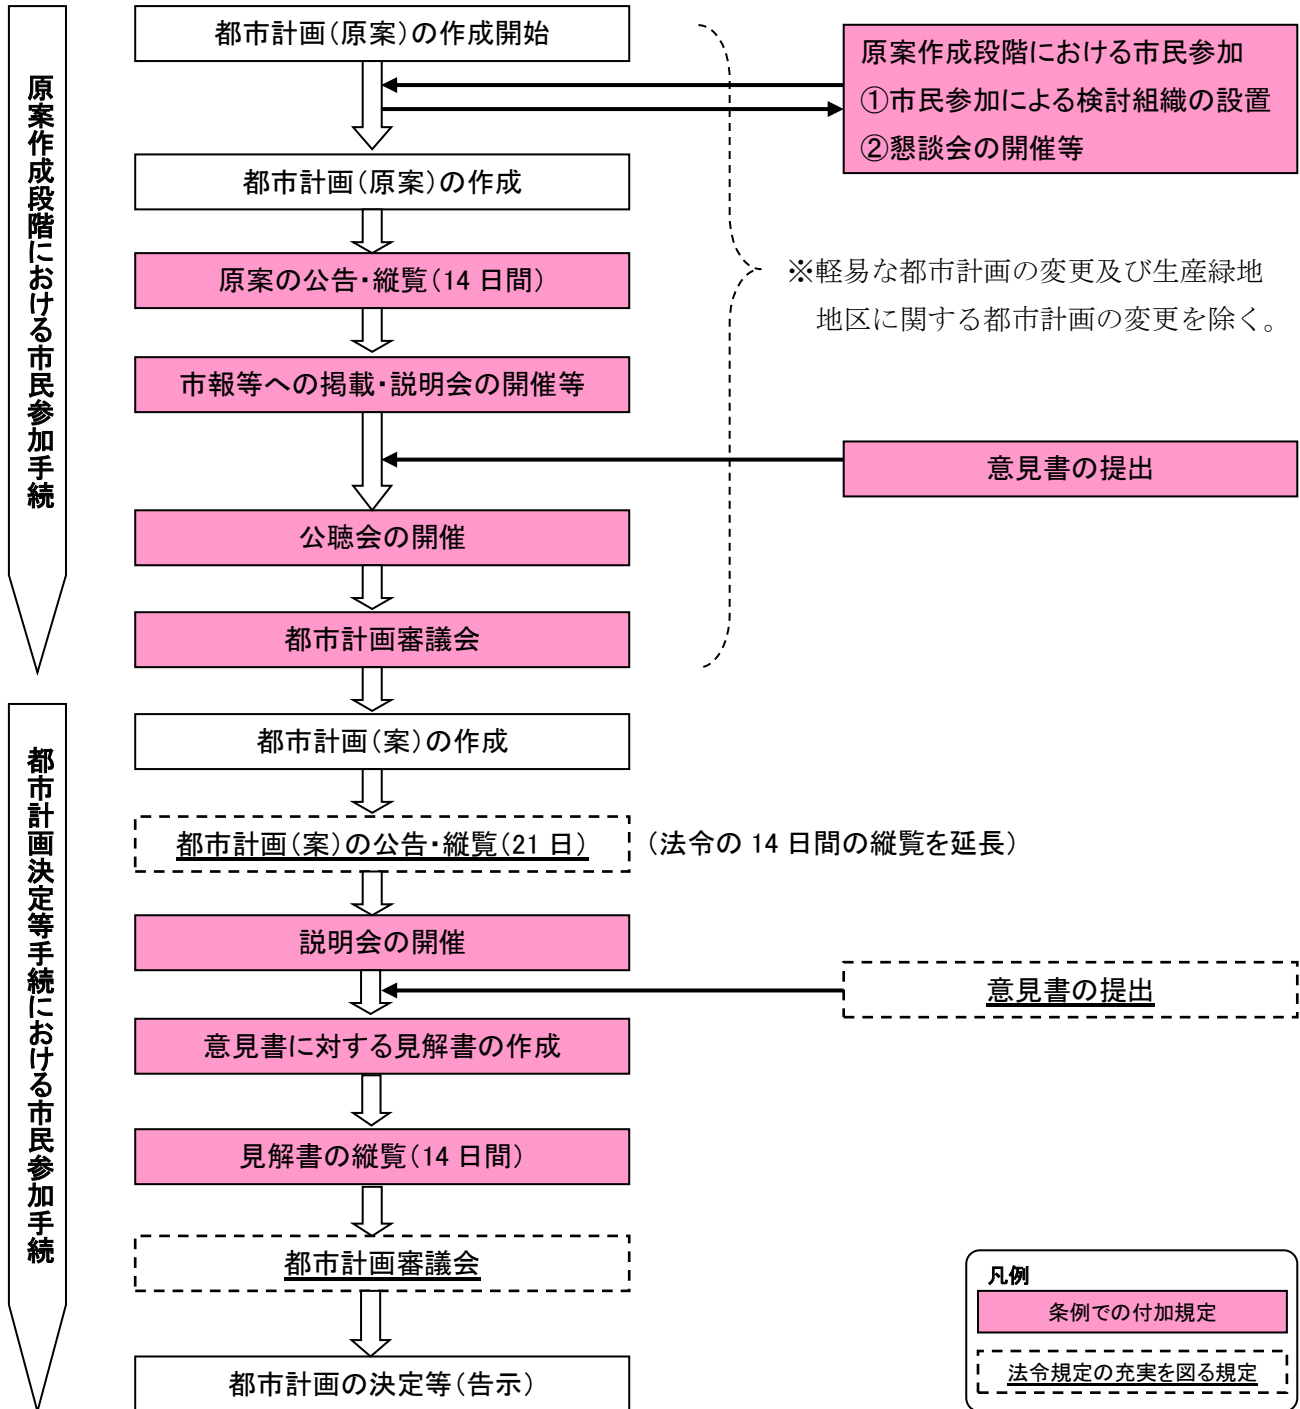 原案作成段階における市民参加手続
都市計画(原案)の作成開始
原案作成段階における市民参加
①市民参加による検討組織の設置
②懇談会の開催等
都市計画(原案)の作成
原案の公告・縦覧(14 日間)
※軽易な都市計画の変更及び生産緑地
地区に関する都市計画の変更を除く。
市報等への掲載・説明会の開催等
意見書の提出
公聴会の開催
都市計画審議会
都市計画決定等手続における市民参加手続
都市計画(案)の作成
都市計画(案)の公告・縦覧(21 日)
(法令の 14 日間の縦覧を延長)
説明会の開催
意見書の提出
意見書に対する見解書の作成
見解書の縦覧(14 日間)
都市計画審議会
都市計画の決定等(告示)
凡例
条例での付加規定
法令規定の充実を図る規定